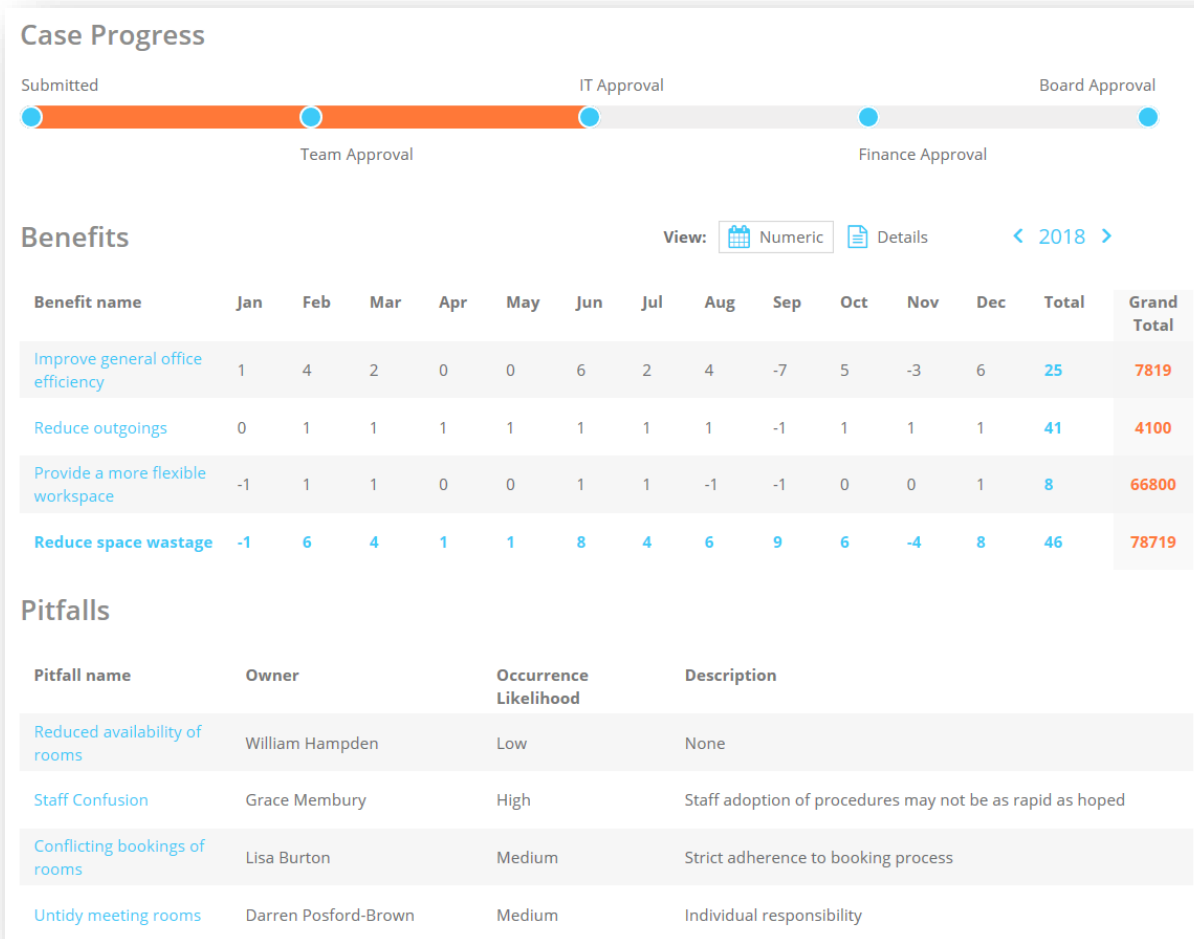 Case Progress
Submitted IT Approval Board Approval
Team Approval Finance Approval
Benefits View: Numeric Details < 2018 >
Benefit name Jan Feb Mar Apr May Jun Jul Aug Sep Oct Nov Dec Total Grand
Total
Improve general office
efficiency 1 4 2 0 0 6 2 4 -7 5 -3 6 25 7819
Reduce outgoings 0 1 1 1 1 1 1 1 -1 1 1 1 41 4100
Provide a more flexible
workspace -1 1 1 0 0 1 1 -1 -1 0 0 1 8 66800
Reduce space wastage -1 6 4 1 1 8 4 6 9 6 -4 8 46 78719
Pitfalls
Pitfall name Owner Occurrence Description
Likelihood
Reduced availability of
rooms William Hampden Low None
Staff Confusion Grace Membury High Staff adoption of procedures may not be as rapid as hoped
Conflicting bookings of
rooms Lisa Burton Medium Strict adherence to booking process
Untidy meeting rooms Darren Posford-Brown Medium Individual responsibility